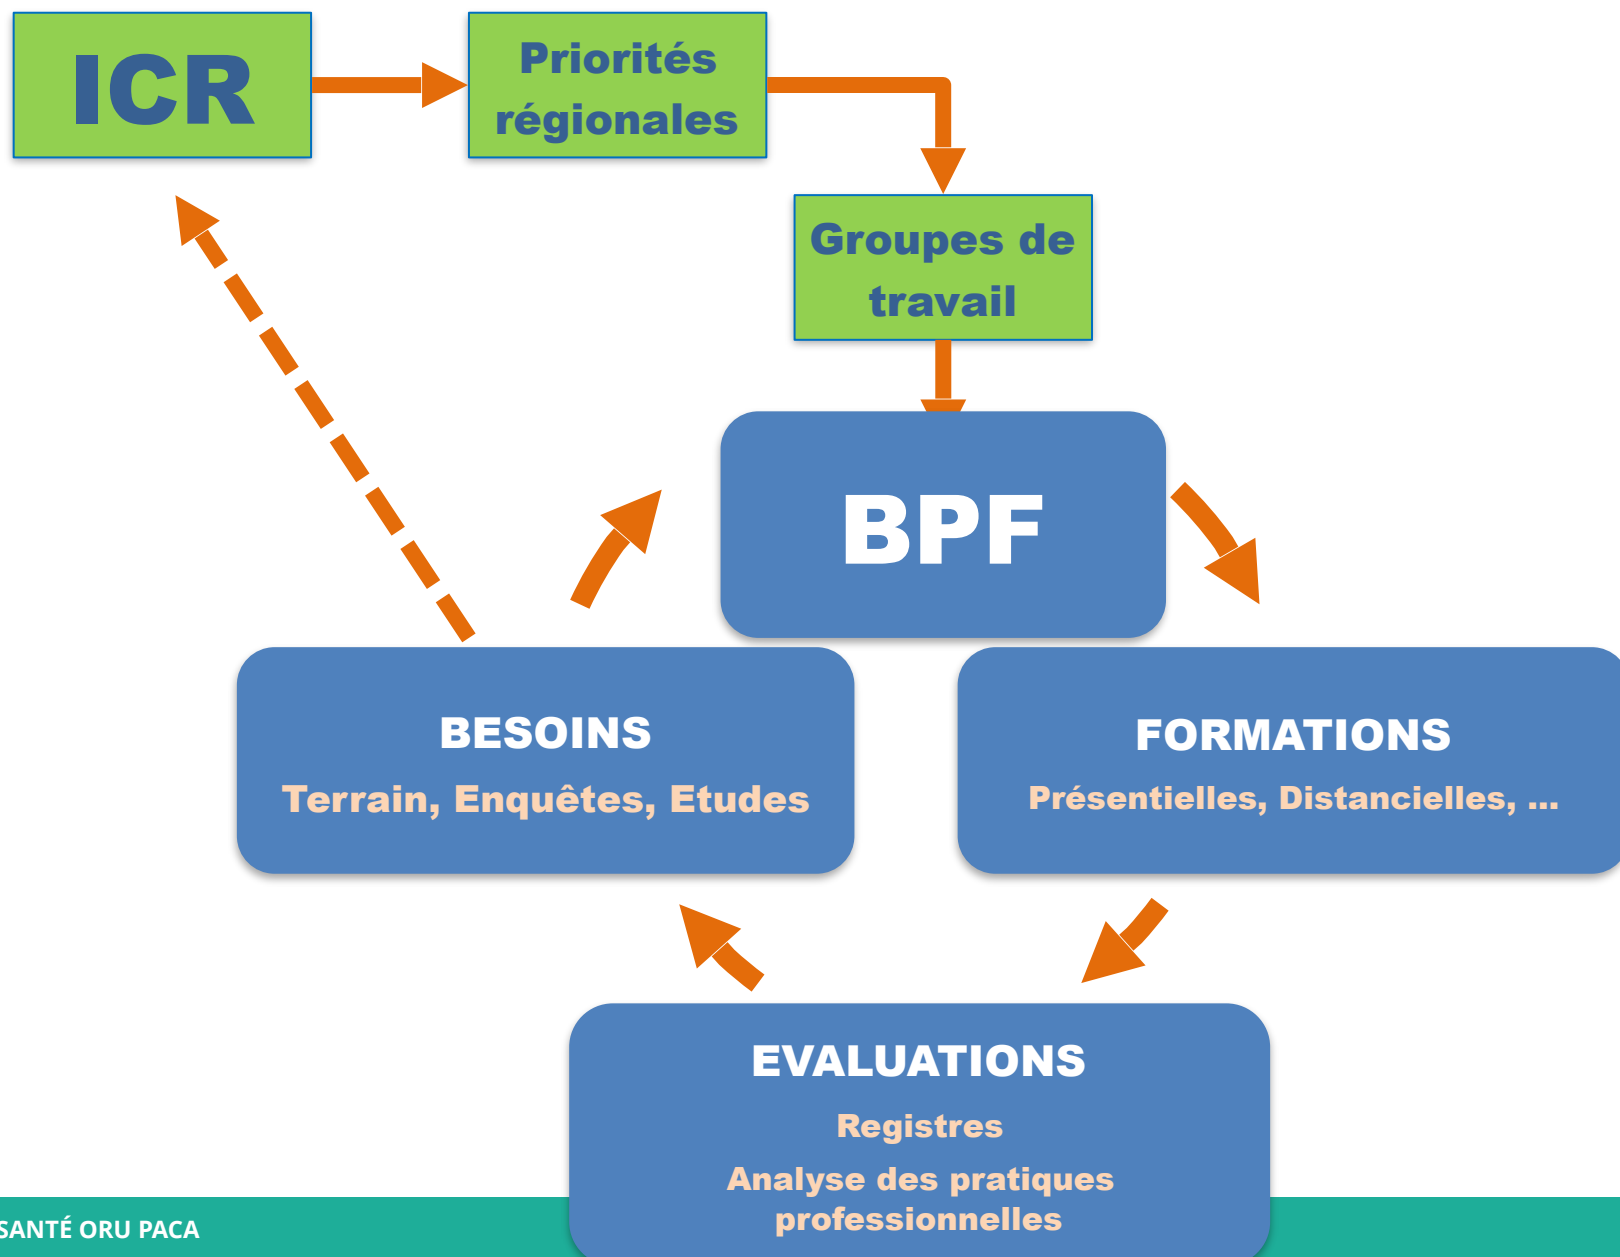 ICR
Priorités
régionales
Groupes de
travail
BPF
BESOINS
Terrain, Enquêtes, Etudes
FORMATIONS
Présentielles, Distancielles, ...
EVALUATIONS
Registres
Analyse des pratiques
professionnelles
SANTÉ ORU PACA